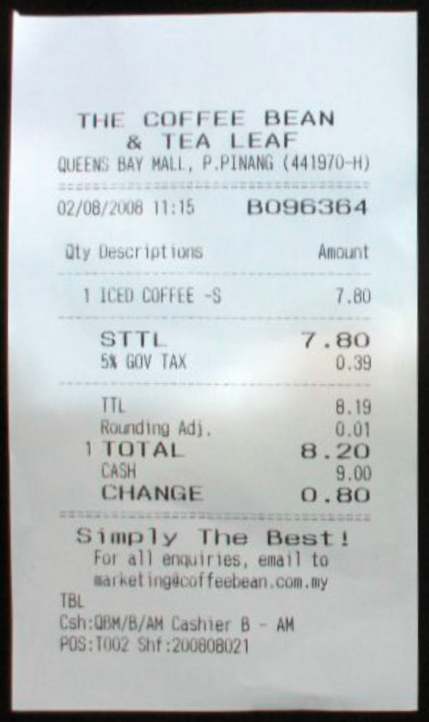 THE COFFEE BEAN
& TEA LEAF
QUEENS BAY MALL, P.PINANG (441970-H)
02/08/2008 11:15 B096364
Qty Descriptions Amount
1 ICED COFFEE -S 7.80
STTL 7.80
5% GOV TAX 0.39
TTL 8.19
Rounding Adj. 0.01
1 TOTAL 8.20
CASH 9.00
CHANGE 0.80
Simply The Best!
For all enquiries, email to
marketing@coffeebean.com.my
TBL
Csh:QBM/B/AM Cashier B - AM
POS:T002 Shf:200808021